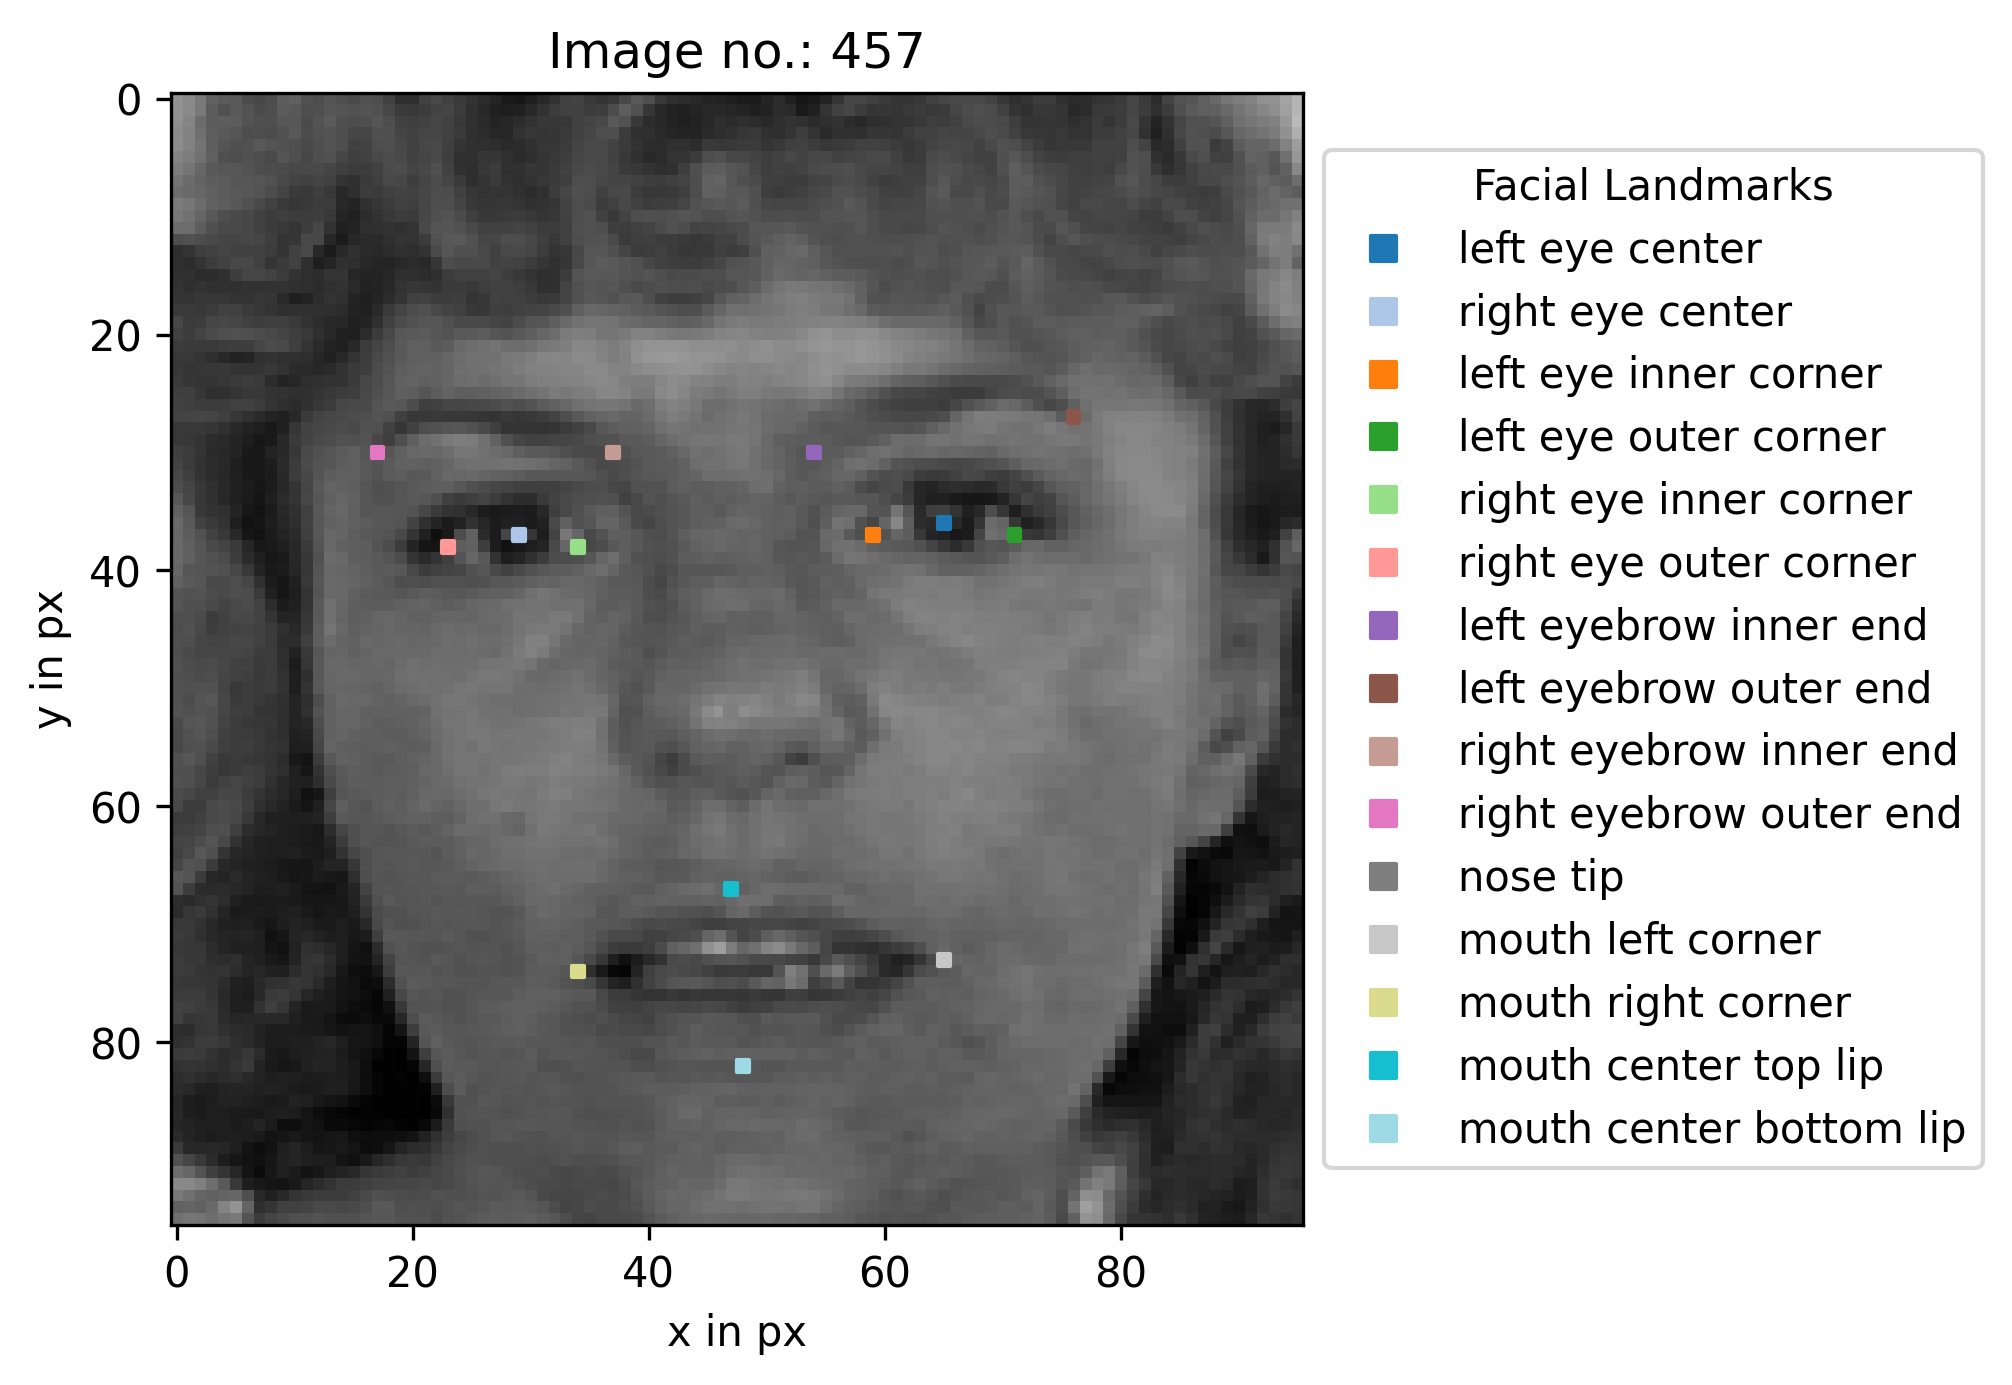 Image no.: 457
0
20
40
60
80
y in px
0 20 40 60 80
x in px
Facial Landmarks
left eye center
right eye center
left eye inner corner
left eye outer corner
right eye inner corner
right eye outer corner
left eyebrow inner end
left eyebrow outer end
right eyebrow inner end
right eyebrow outer end
nose tip
mouth left corner
mouth right corner
mouth center top lip
mouth center bottom lip